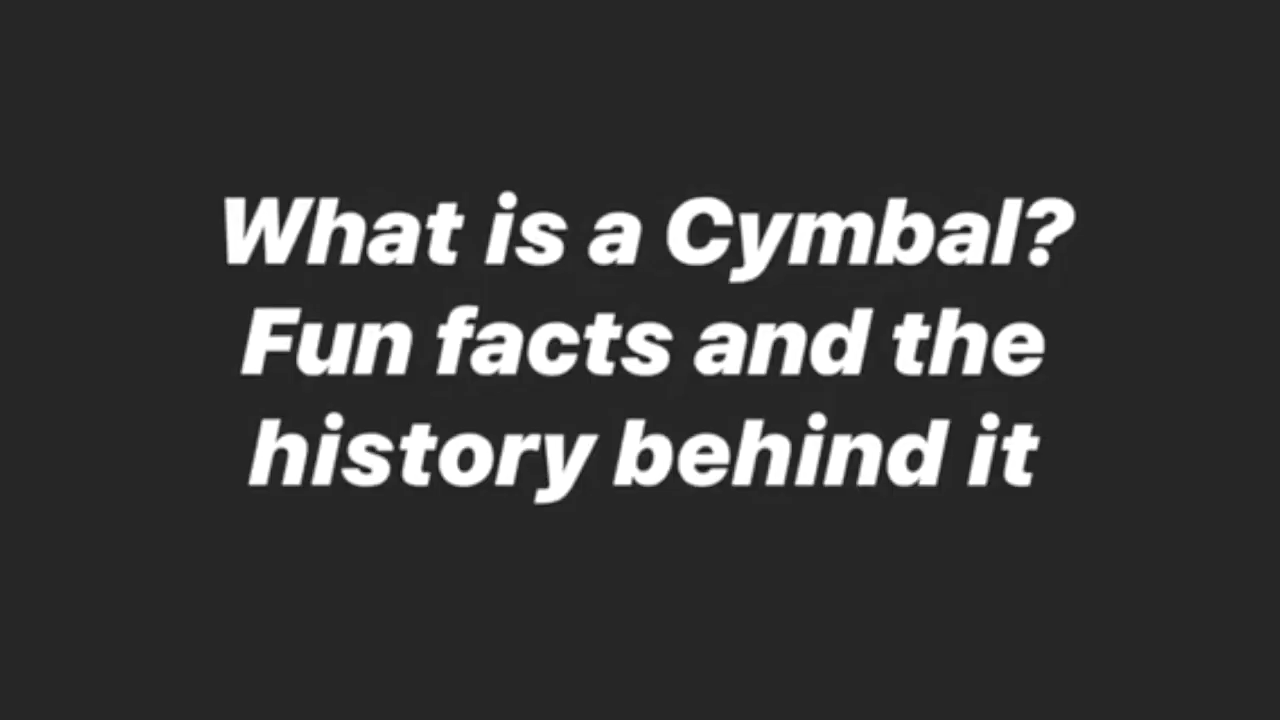 What is a Cymbal?
Fun facts and the
history behind it